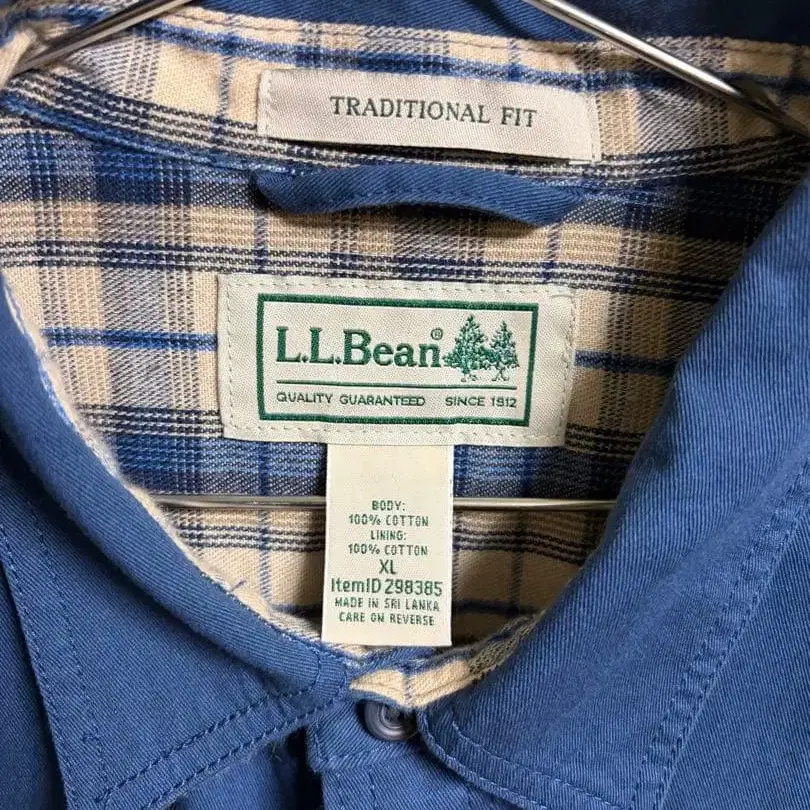 TRADITIONAL FIT
L.L.Bean®
QUALITY GUARANTEED SINCE 1912
BODY:
100% COTTON
LINING:
100% COTTON
XL
ItemID 298385
MADE IN SRI LANKA
CARE ON REVERSE